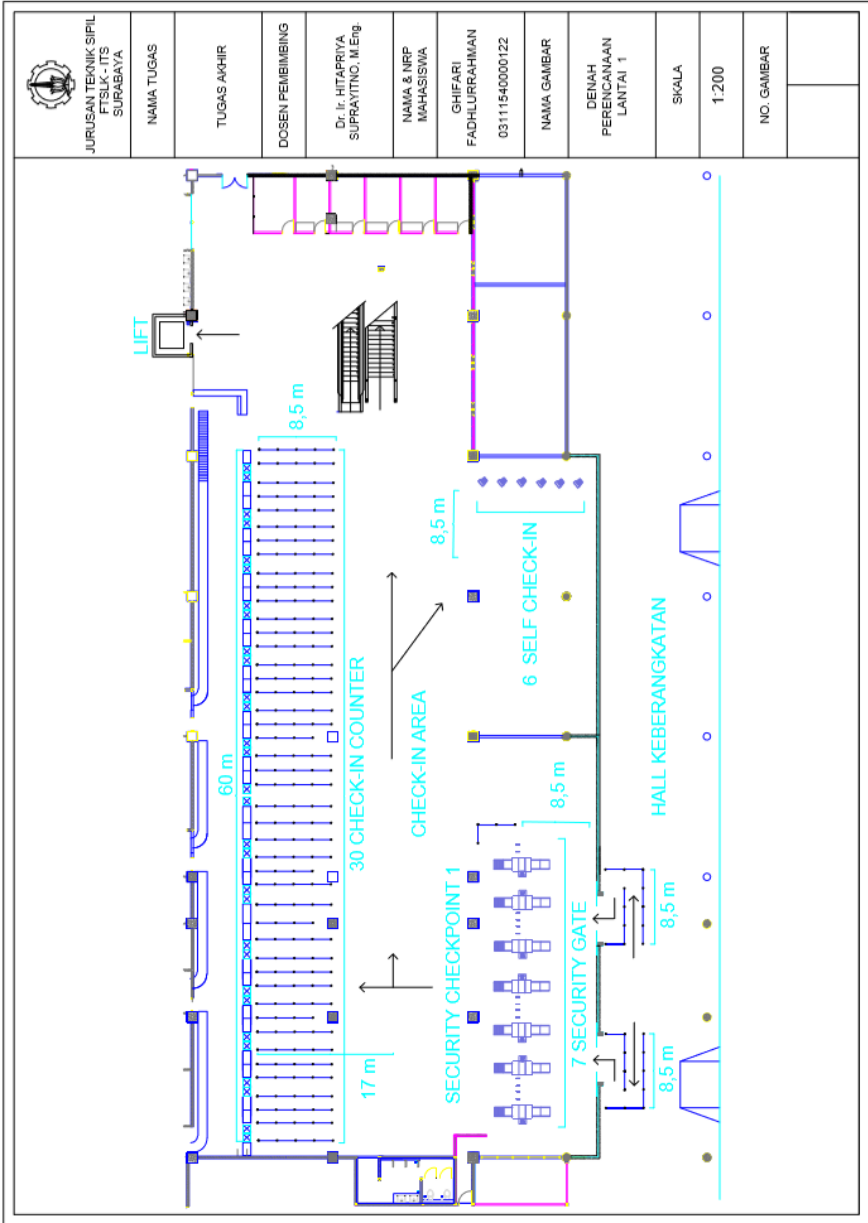 JURUSAN TEKNIK SIPIL
FTSLK - ITS
SURABAYA
NAMA TUGAS
TUGAS AKHIR
DOSEN PEMBIMBING
Dr. Ir. HITAPRIYA
SUPRAYITNO, M.Eng.
NAMA & NRP
MAHASISWA
GHIFARI
FADHLURRAHMAN
03111540000122
NAMA GAMBAR
DENAH
PERENCANAAN
LANTAI 1
SKALA
1:200
NO. GAMBAR
LIFT
8,5 m
60 m
30 CHECK-IN COUNTER
CHECK-IN AREA
8,5 m
6 SELF CHECK-IN
17 m
SECURITY CHECKPOINT 1
8,5 m
7 SECURITY GATE
HALL KEBERANGKATAN
8,5 m
8,5 m